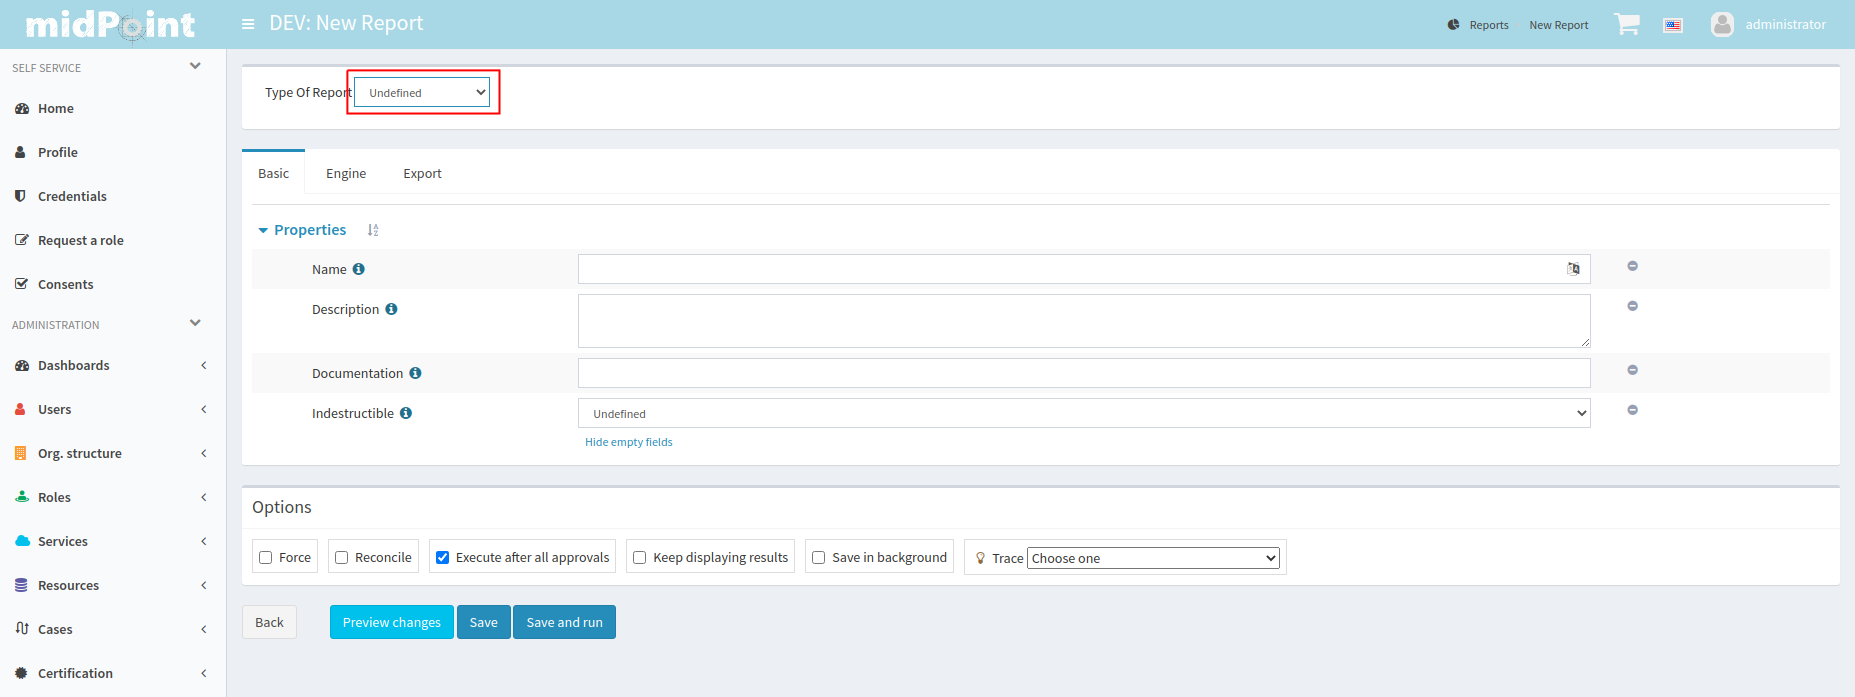 midPoint
DEV: New Report
Reports New Report administrator
SELF SERVICE
Home
Profile
Credentials
Request a role
Consents
ADMINISTRATION
Dashboards
Users
Org. structure
Roles
Services
Resources
Cases
Certification
Type Of Report Undefined
Basic Engine Export
Properties
Name
Description
Documentation
Indestructible Undefined
Hide empty fields
Options
Force Reconcile Execute after all approvals Keep displaying results Save in background Trace Choose one
Back Preview changes Save Save and run